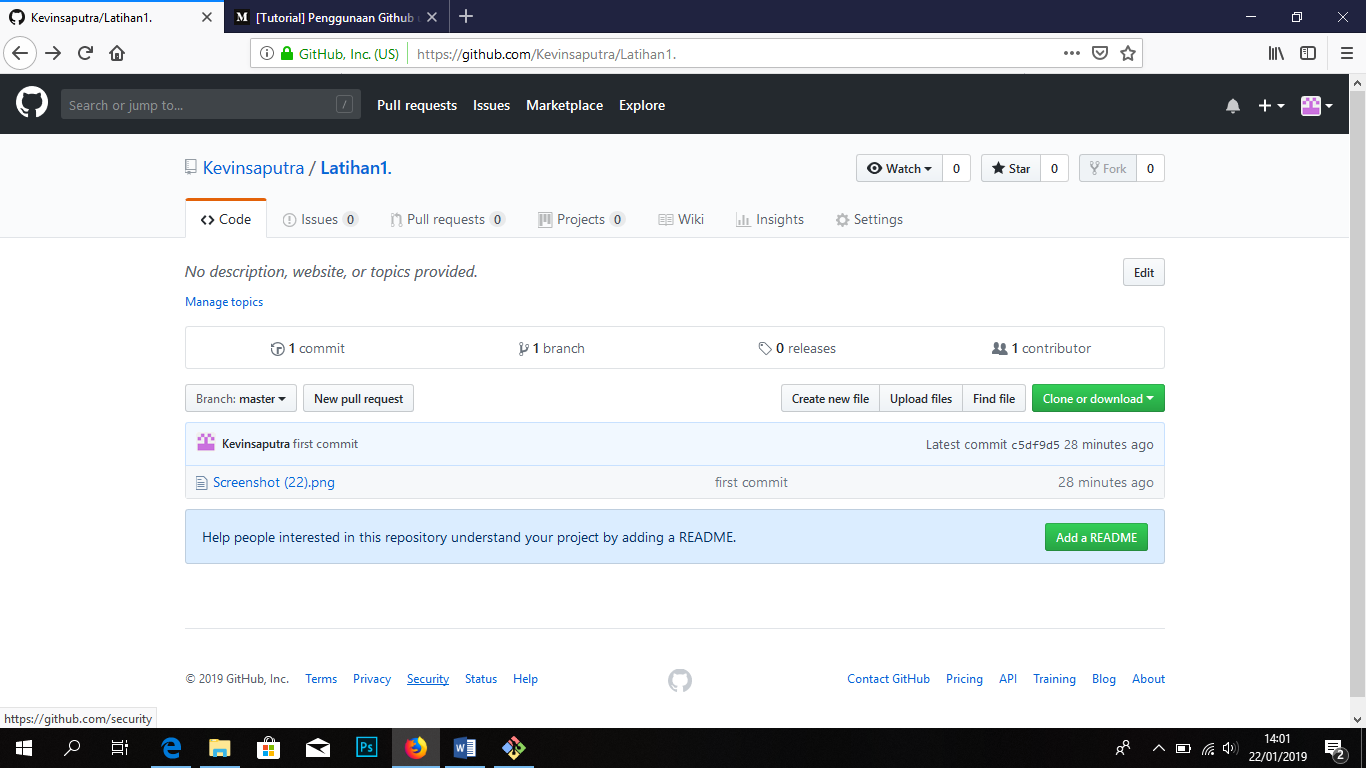 Kevinsaputra/Latihan1.
M [Tutorial] Penggunaan Github
GitHub, Inc. (US) https://github.com/Kevinsaputra/Latihan1.
Search or jump to... / Pull requests Issues Marketplace Explore
Kevinsaputra / Latihan1.
Watch 0 Star 0 Fork 0
Code Issues 0 Pull requests 0 Projects 0 Wiki Insights Settings
No description, website, or topics provided. Edit
Manage topics
1 commit 1 branch 0 releases 1 contributor
Branch: master New pull request Create new file Upload files Find file Clone or download
Kevinsaputra first commit Latest commit c5df9d5 28 minutes ago
Screenshot (22).png first commit 28 minutes ago
Help people interested in this repository understand your project by adding a README. Add a README
© 2019 GitHub, Inc. Terms Privacy Security Status Help Contact GitHub Pricing API Training Blog About
https://github.com/security
Ps
W
14:01
22/01/2019
2